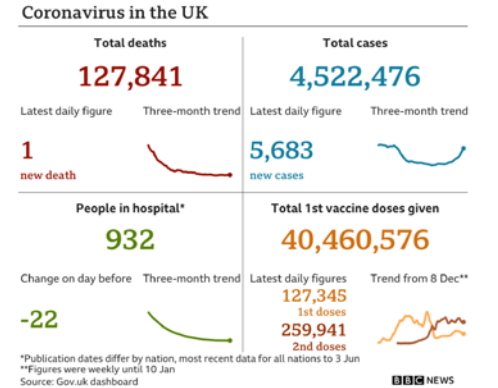 Coronavirus in the UK
Total deaths
127,841
Latest daily figure Three-month trend
1
new death
Total cases
4,522,476
Latest daily figure Three-month trend
5,683
new cases
People in hospital*
932
Change on day before Three-month trend
-22
Total 1st vaccine doses given
40,460,576
Latest daily figures Trend from 8 Dec**
127,345
1st doses
259,941
2nd doses
*Publication dates differ by nation, most recent data for all nations to 3 Jun
**Figures were weekly until 10 Jan
Source: Gov.uk dashboard
BBC NEWS